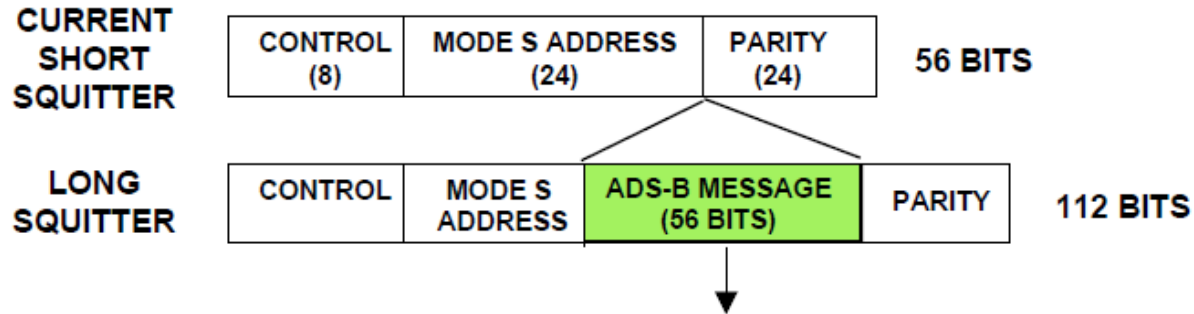 CURRENT
SHORT
SQUITTER
CONTROL
(8)
MODE S ADDRESS
(24)
PARITY
(24)
56 BITS
LONG
SQUITTER
CONTROL
MODE S
ADDRESS
ADS-B MESSAGE
(56 BITS)
PARITY
112 BITS